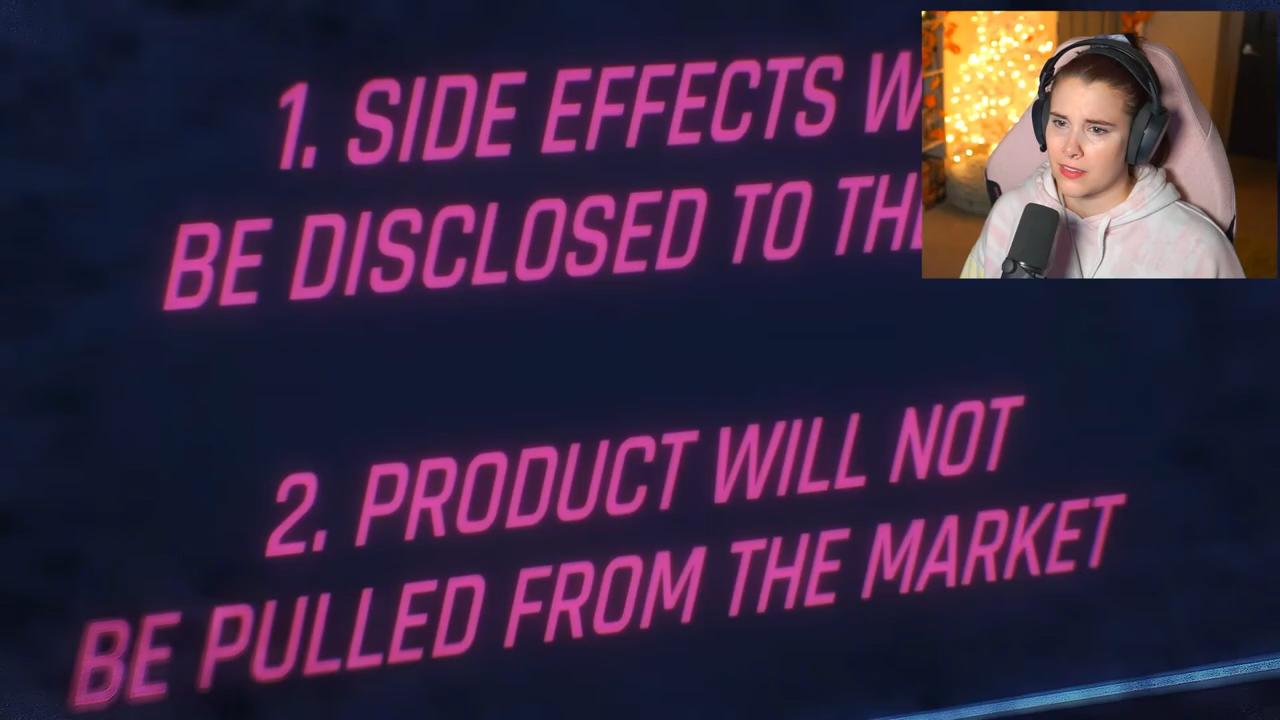 1. SIDE EFFECTS
BE DISCLOSED TO
2. PRODUCT WILL NOT
BE PULLED FROM THE MARKET